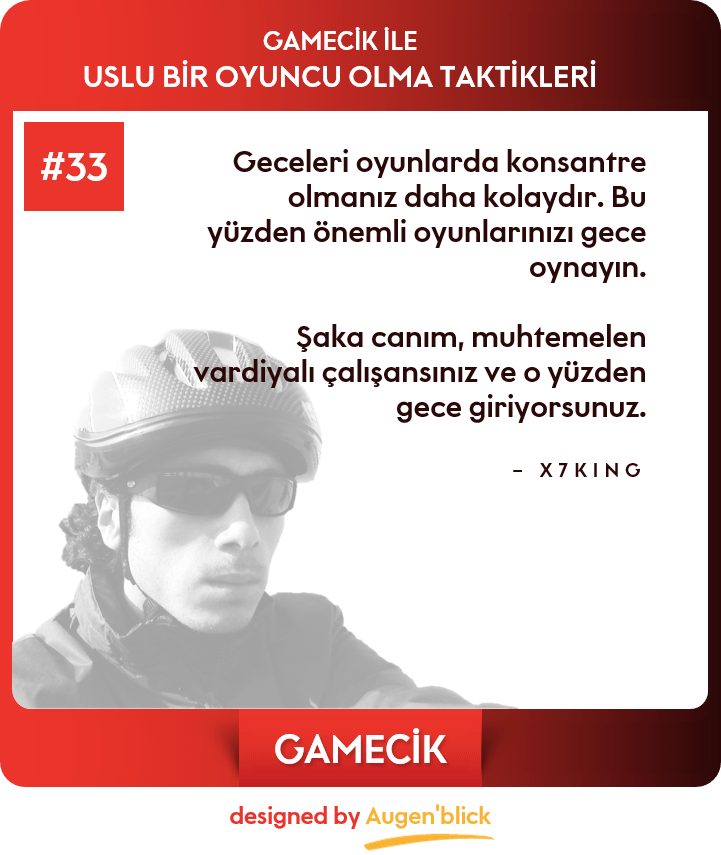 GAMECİK İLE
USLU BİR OYUNCU OLMA TAKTİKLERİ
#33
Geceleri oyunlarda konsantre
olmanız daha kolaydır. Bu
yüzden önemli oyunlarınızı gece
oynayın.
Şaka canım, muhtemelen
vardiyalı çalışansınız ve o yüzden
gece giriyorsunuz.
– X7KING
GAMECİK
designed by Augen'blick